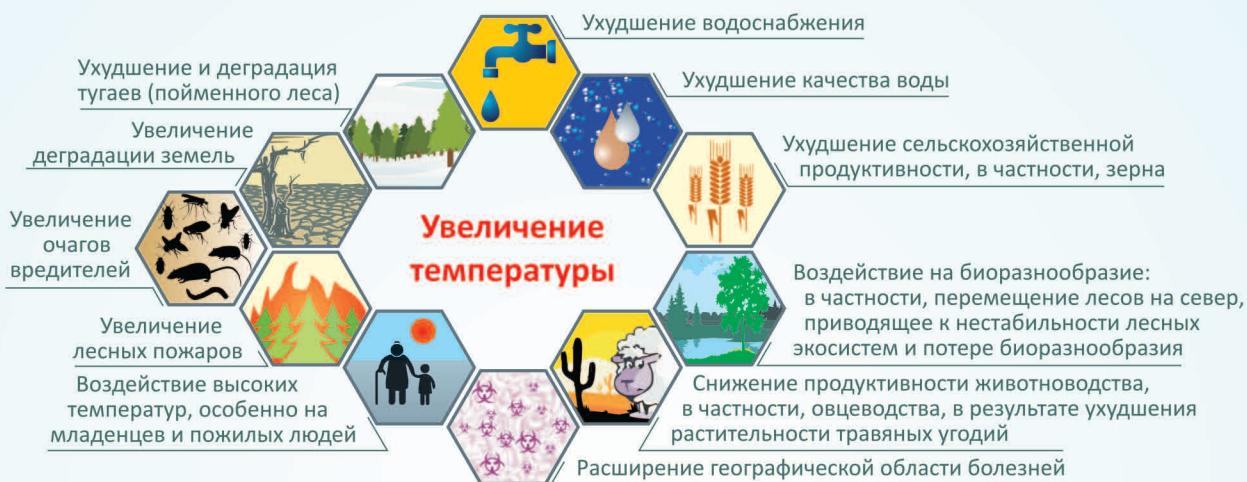 Ухудшение водоснабжения
Ухудшение качества воды
Ухудшение сельскохозяйственной
продуктивности, в частности, зерна
Воздействие на биоразнообразие:
в частности, перемещение лесов на север,
приводящее к нестабильности лесных
экосистем и потере биоразнообразия
Снижение продуктивности животноводства,
в частности, овцеводства, в результате ухудшения
растительности травяных угодий
Расширение географической области болезней
Воздействие высоких
температур, особенно на
младенцев и пожилых людей
Увеличение
лесных пожаров
Увеличение
очагов
вредителей
Увеличение
деградации земель
Ухудшение и деградация
тугаев (пойменного леса)
Увеличение
температуры